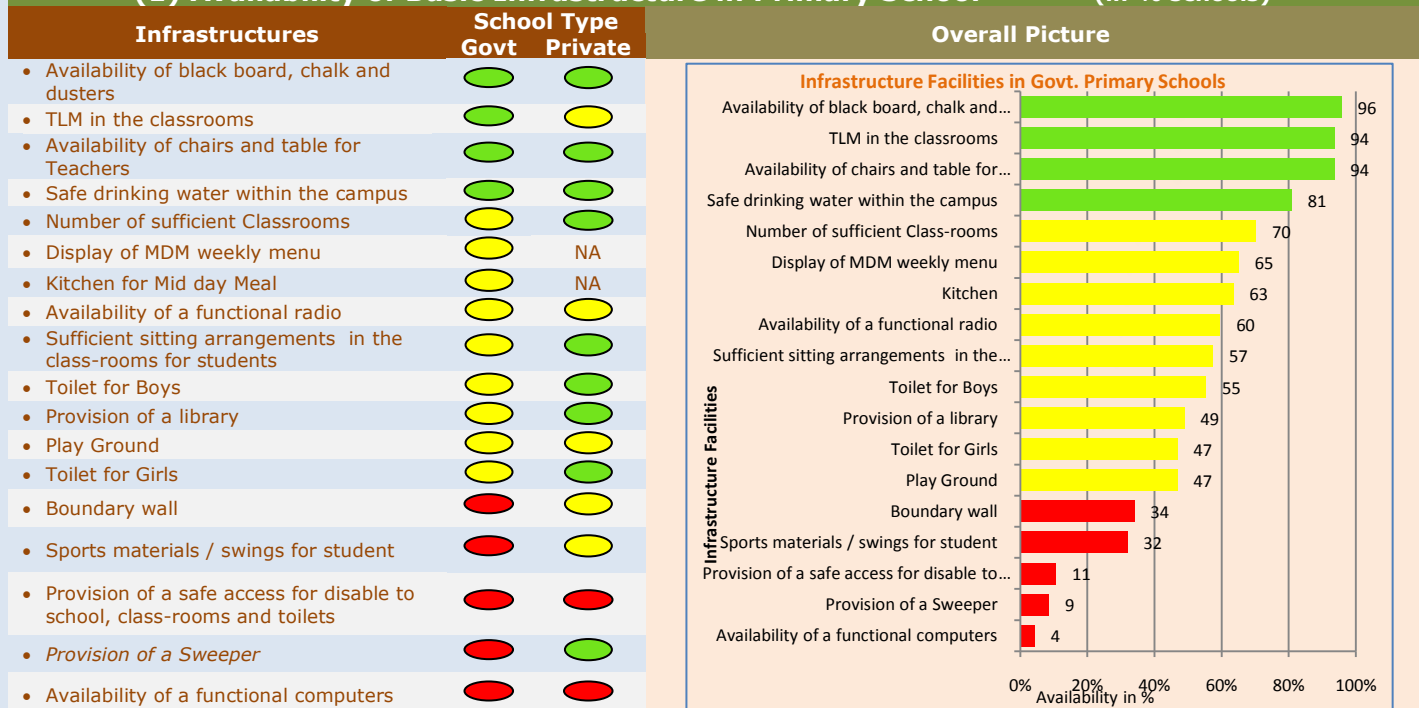 (in % Schools)
Infrastructures
School Type
Govt Private
Overall Picture
• Availability of black board, chalk and
dusters
• TLM in the classrooms
• Availability of chairs and table for
Teachers
• Safe drinking water within the campus
• Number of sufficient Classrooms
• Display of MDM weekly menu NA
• Kitchen for Mid day Meal NA
• Availability of a functional radio
• Sufficient sitting arrangements in the
class-rooms for students
• Toilet for Boys
• Provision of a library
• Play Ground
• Toilet for Girls
• Boundary wall
• Sports materials / swings for student
• Provision of a safe access for disable to
school, class-rooms and toilets
• Provision of a Sweeper
• Availability of a functional computers
Infrastructure Facilities in Govt. Primary Schools
Availability of black board, chalk and... 96
TLM in the classrooms 94
Availability of chairs and table for... 94
Safe drinking water within the campus 81
Number of sufficient Class-rooms 70
Display of MDM weekly menu 65
Kitchen 63
Availability of a functional radio 60
Sufficient sitting arrangements in the... 57
Toilet for Boys 55
Provision of a library 49
Toilet for Girls 47
Play Ground 47
Boundary wall 34
Sports materials / swings for student 32
Provision of a safe access for disable to... 11
Provision of a Sweeper 9
Availability of a functional computers 4
Infrastructure Facilities
0% 20% 40% 60% 80% 100%
Availability in %